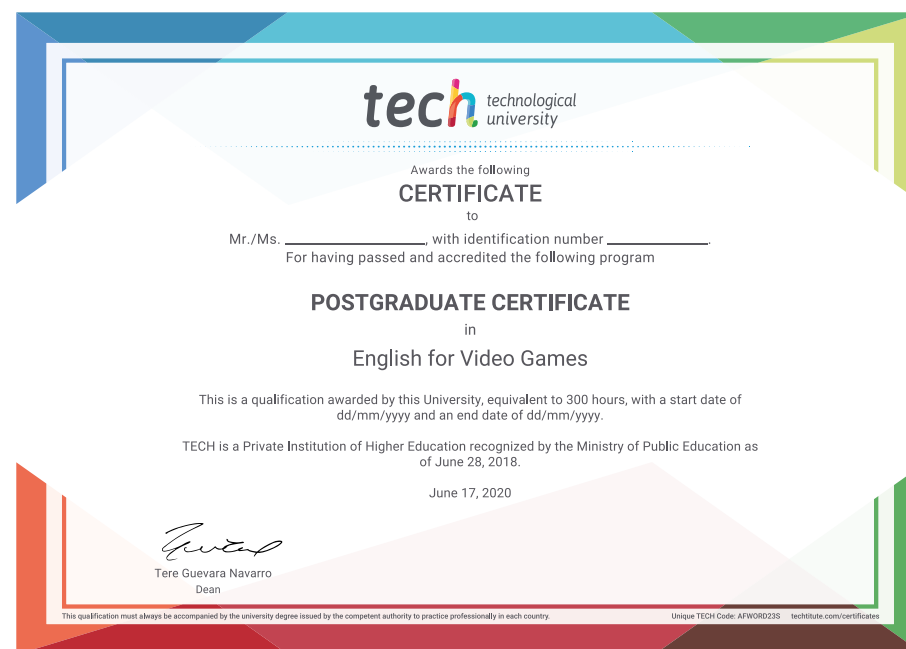 tech technological
university
Awards the following
CERTIFICATE
to
Mr./Ms. ____________________, with identification number ______________.
For having passed and accredited the following program
POSTGRADUATE CERTIFICATE
in
English for Video Games
This is a qualification awarded by this University, equivalent to 300 hours, with a start date of
dd/mm/yyyy and an end date of dd/mm/yyyy.
TECH is a Private Institution of Higher Education recognized by the Ministry of Public Education as
of June 28, 2018.
June 17, 2020
Tere Guevara Navarro
Dean
This qualification must always be accompanied by the university degree issued by the competent authority to practice professionally in each country.
Unique TECH Code: AFWORD23S techtitute.com/certificates